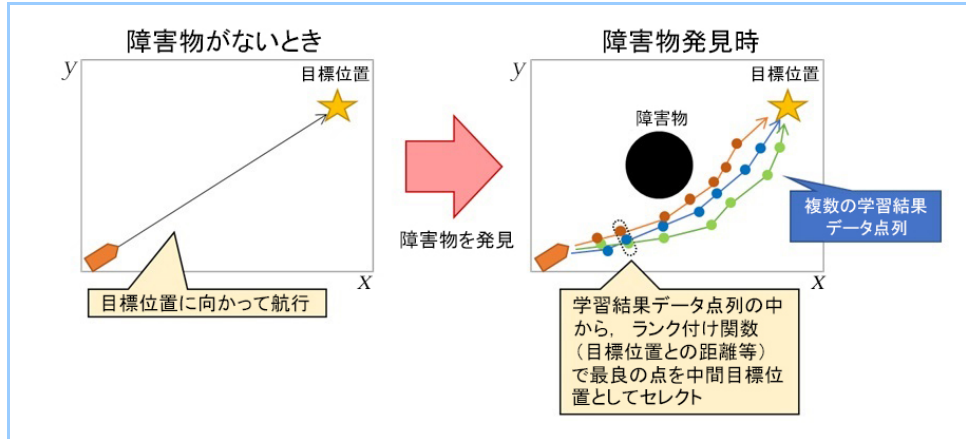 障害物がないとき
y
目標位置
x
目標位置に向かって航行
障害物を発見
障害物発見時
y
目標位置
障害物
複数の学習結果
データ点列
x
学習結果データ点列の中
から，ランク付け関数
（目標位置との距離等）
で最良の点を中間目標位
置としてセレクト